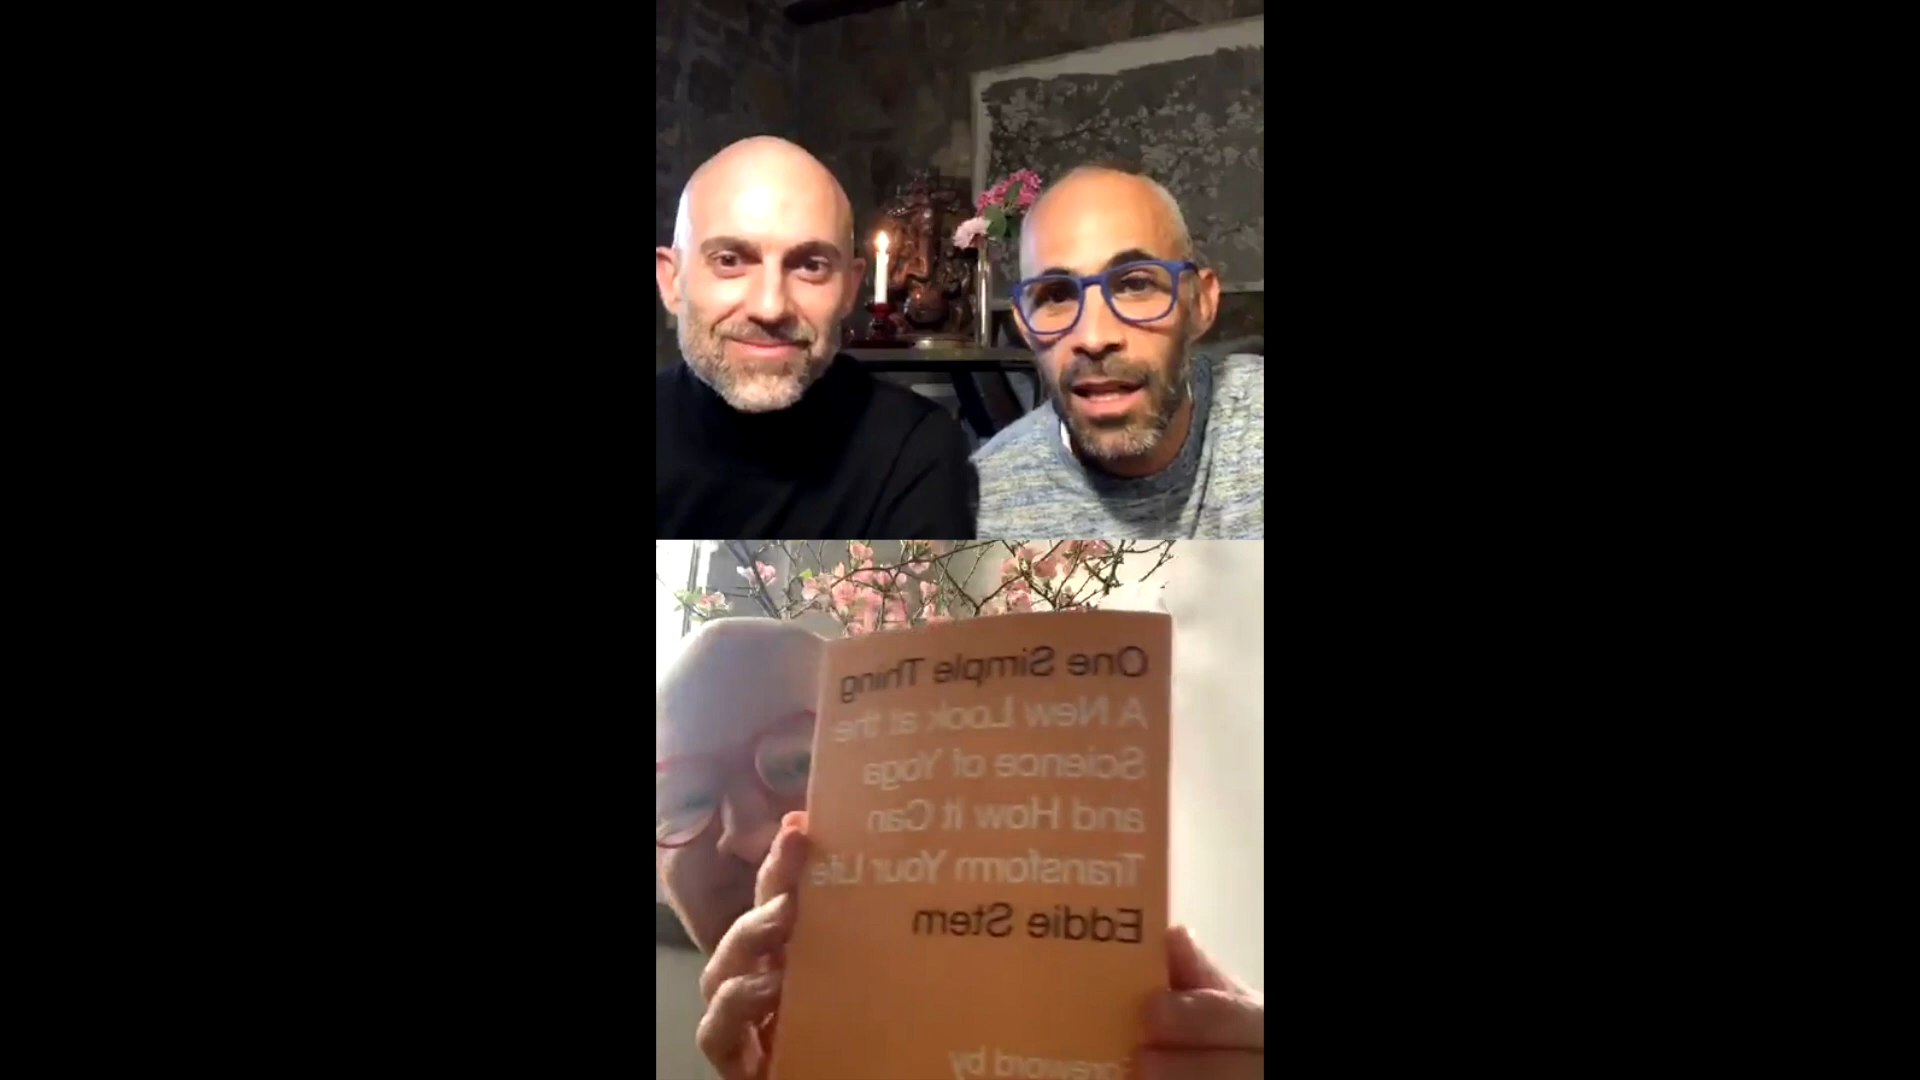 One Simple Thing
A New Look at the
Science of Yoga
and How It Can
Transform Your Life
Eddie Stern
Foreword by